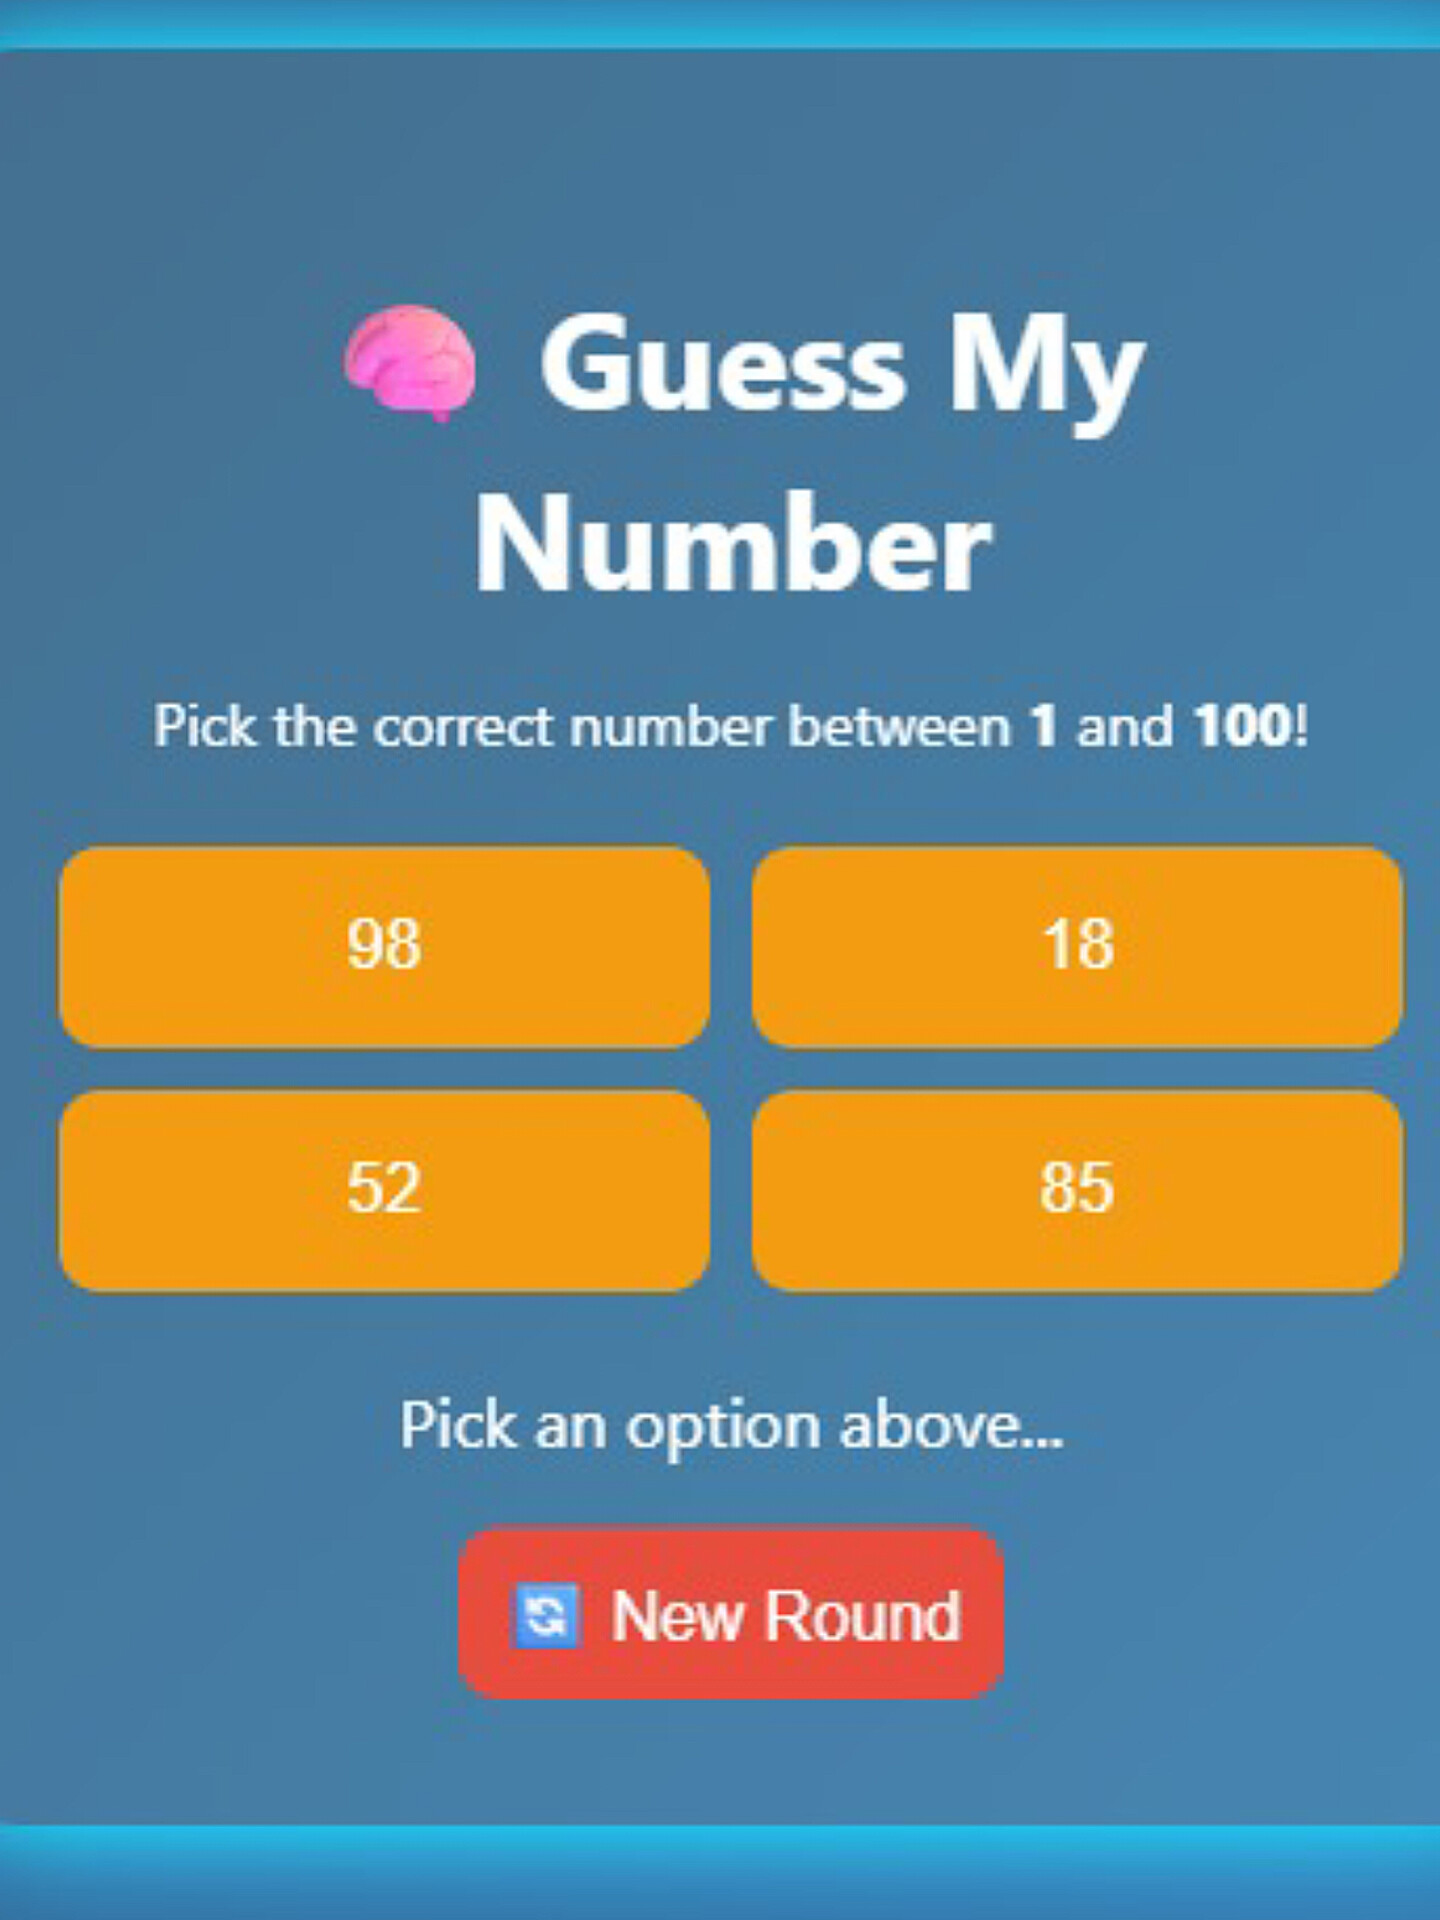 🧠 Guess My
Number
Pick the correct number between 1 and 100!
98
18
52
85
Pick an option above...
🔄 New Round